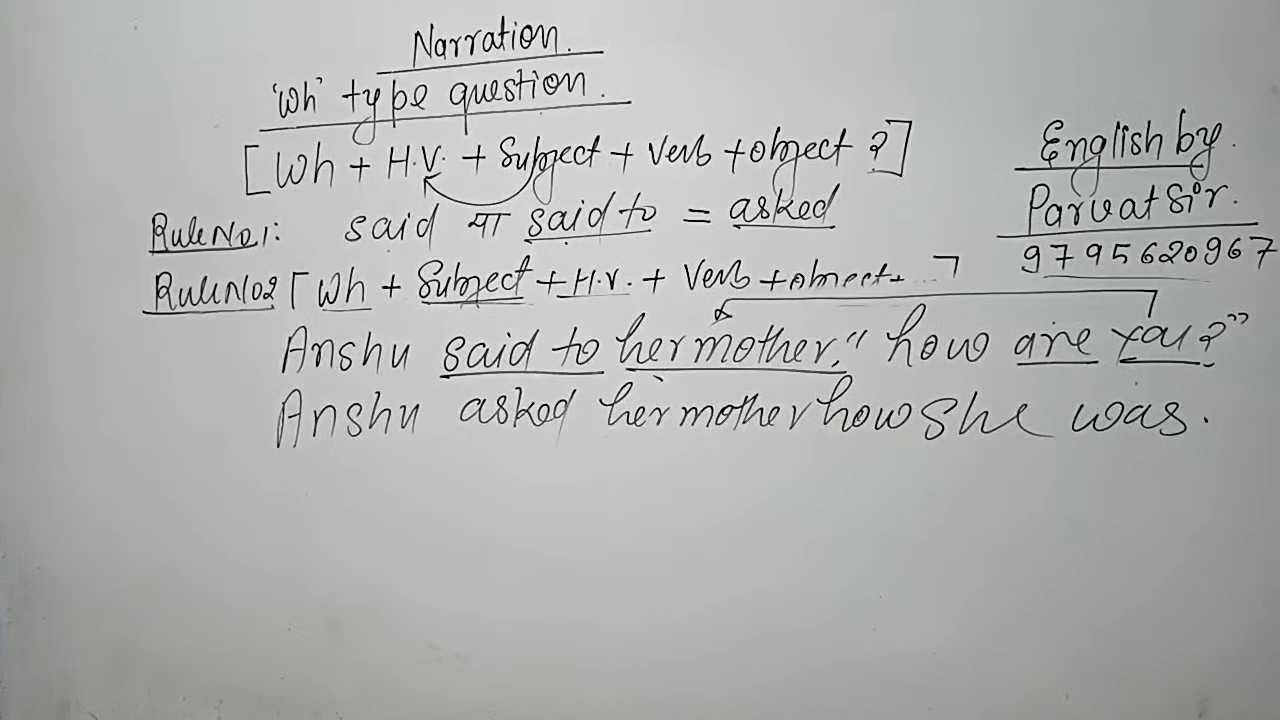 Narration.
'Wh' type question.
[Wh + H.V. + Subject + Verb + object ?]
English by
Parvat Sir.
9795620967
Rule No 1: said या said to = asked
Rule No 2 [ Wh + Subject + H.V. + Verb + object + ... ]
Anshu said to her mother, "how are you?"
Anshu asked her mother how she was.